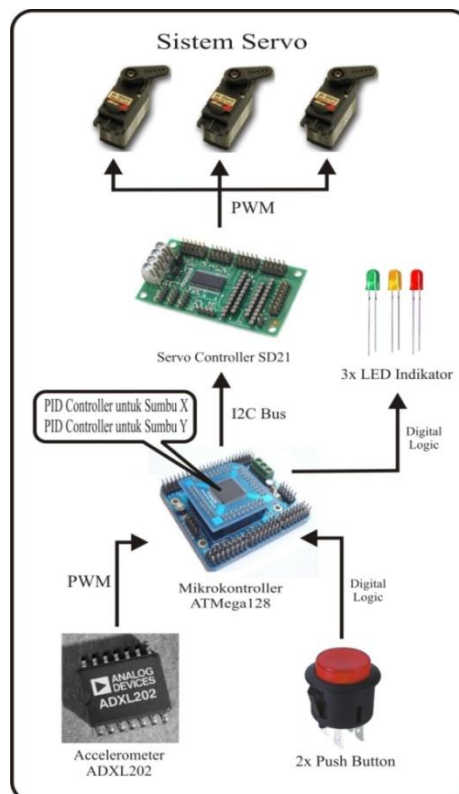 Sistem Servo
PWM
Servo Controller SD21
3x LED Indikator
PID Controller untuk Sumbu X
PID Controller untuk Sumbu Y
I2C Bus
Digital
Logic
Mikrokontroller
ATMega128
PWM
Digital
Logic
ANALOG
DEVICES
ADXL202
Accelerometer
ADXL202
2x Push Button